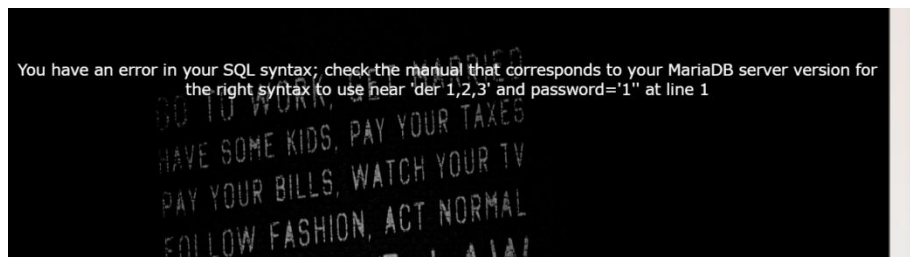 You have an error in your SQL syntax; check the manual that corresponds to your MariaDB server version for
the right syntax to use near 'der 1,2,3' and password='1'' at line 1
GO TO WORK, GET MARRIED
HAVE SOME KIDS, PAY YOUR TAXES
PAY YOUR BILLS, WATCH YOUR TV
FOLLOW FASHION, ACT NORMAL